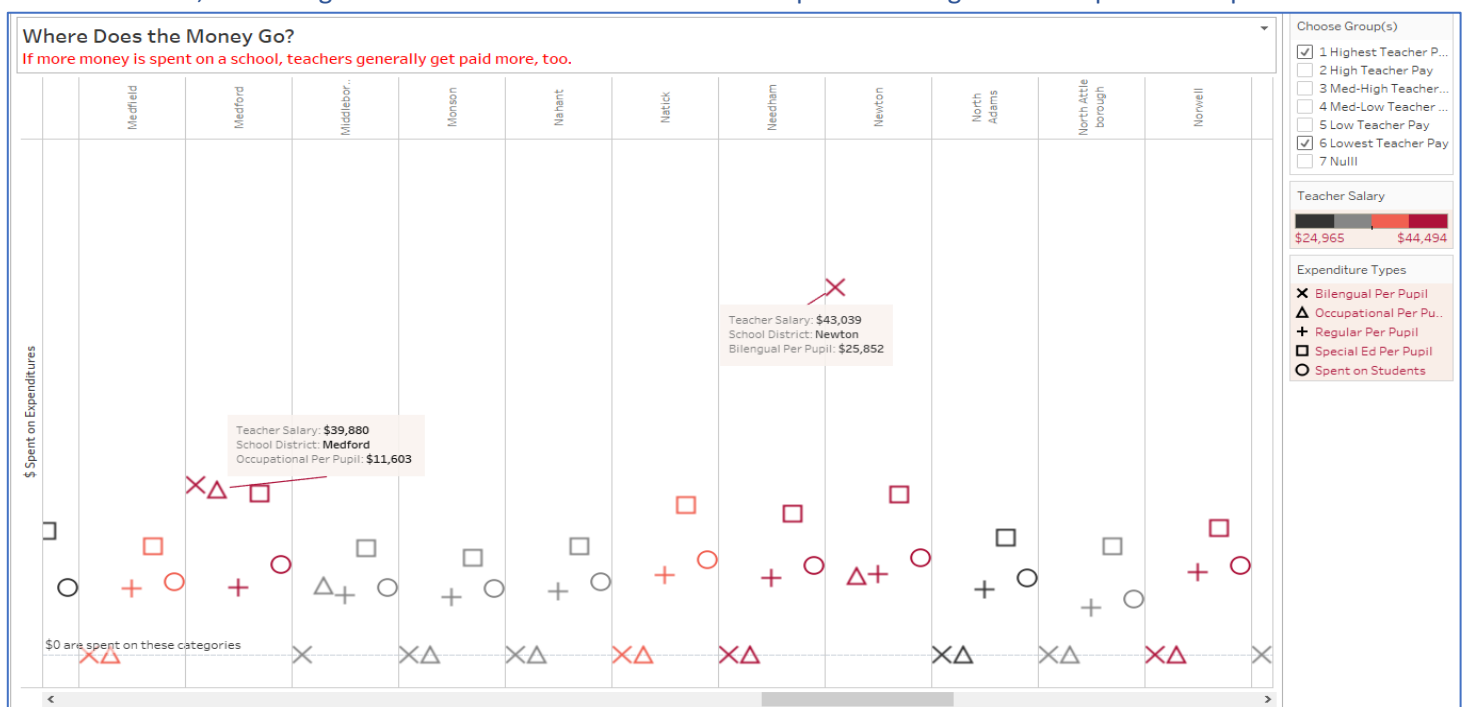 Where Does the Money Go?
If more money is spent on a school, teachers generally get paid more, too.
Medfield
Medford
Middlebor..
Monson
Nahant
Natick
Needham
Newton
North
Adams
North Attle
borough
Norwell
$ Spent on Expenditures
Teacher Salary: $43,039
School District: Newton
Bilengual Per Pupil: $25,852
Teacher Salary: $39,880
School District: Medford
Occupational Per Pupil: $11,603
$0 are spent on these categories
Choose Group(s)
1 Highest Teacher P...
2 High Teacher Pay
3 Med-High Teacher...
4 Med-Low Teacher ...
5 Low Teacher Pay
6 Lowest Teacher Pay
7 Nulll
Teacher Salary
$24,965 $44,494
Expenditure Types
Bilengual Per Pupil
Occupational Per Pu..
Regular Per Pupil
Special Ed Per Pupil
Spent on Students